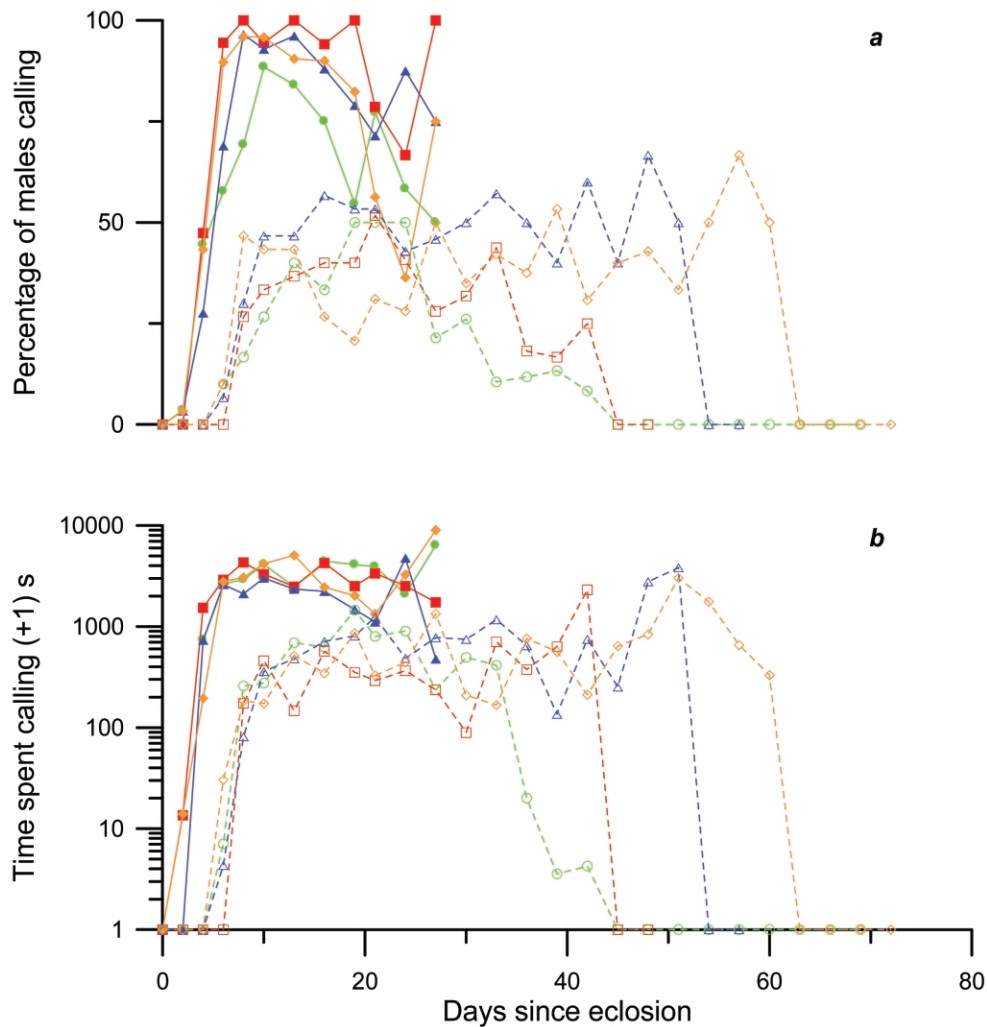 Percentage of males calling
100
50
0
a
Time spent calling (+1) s
10000
1000
100
10
1
b
0 20 40 60 80
Days since eclosion